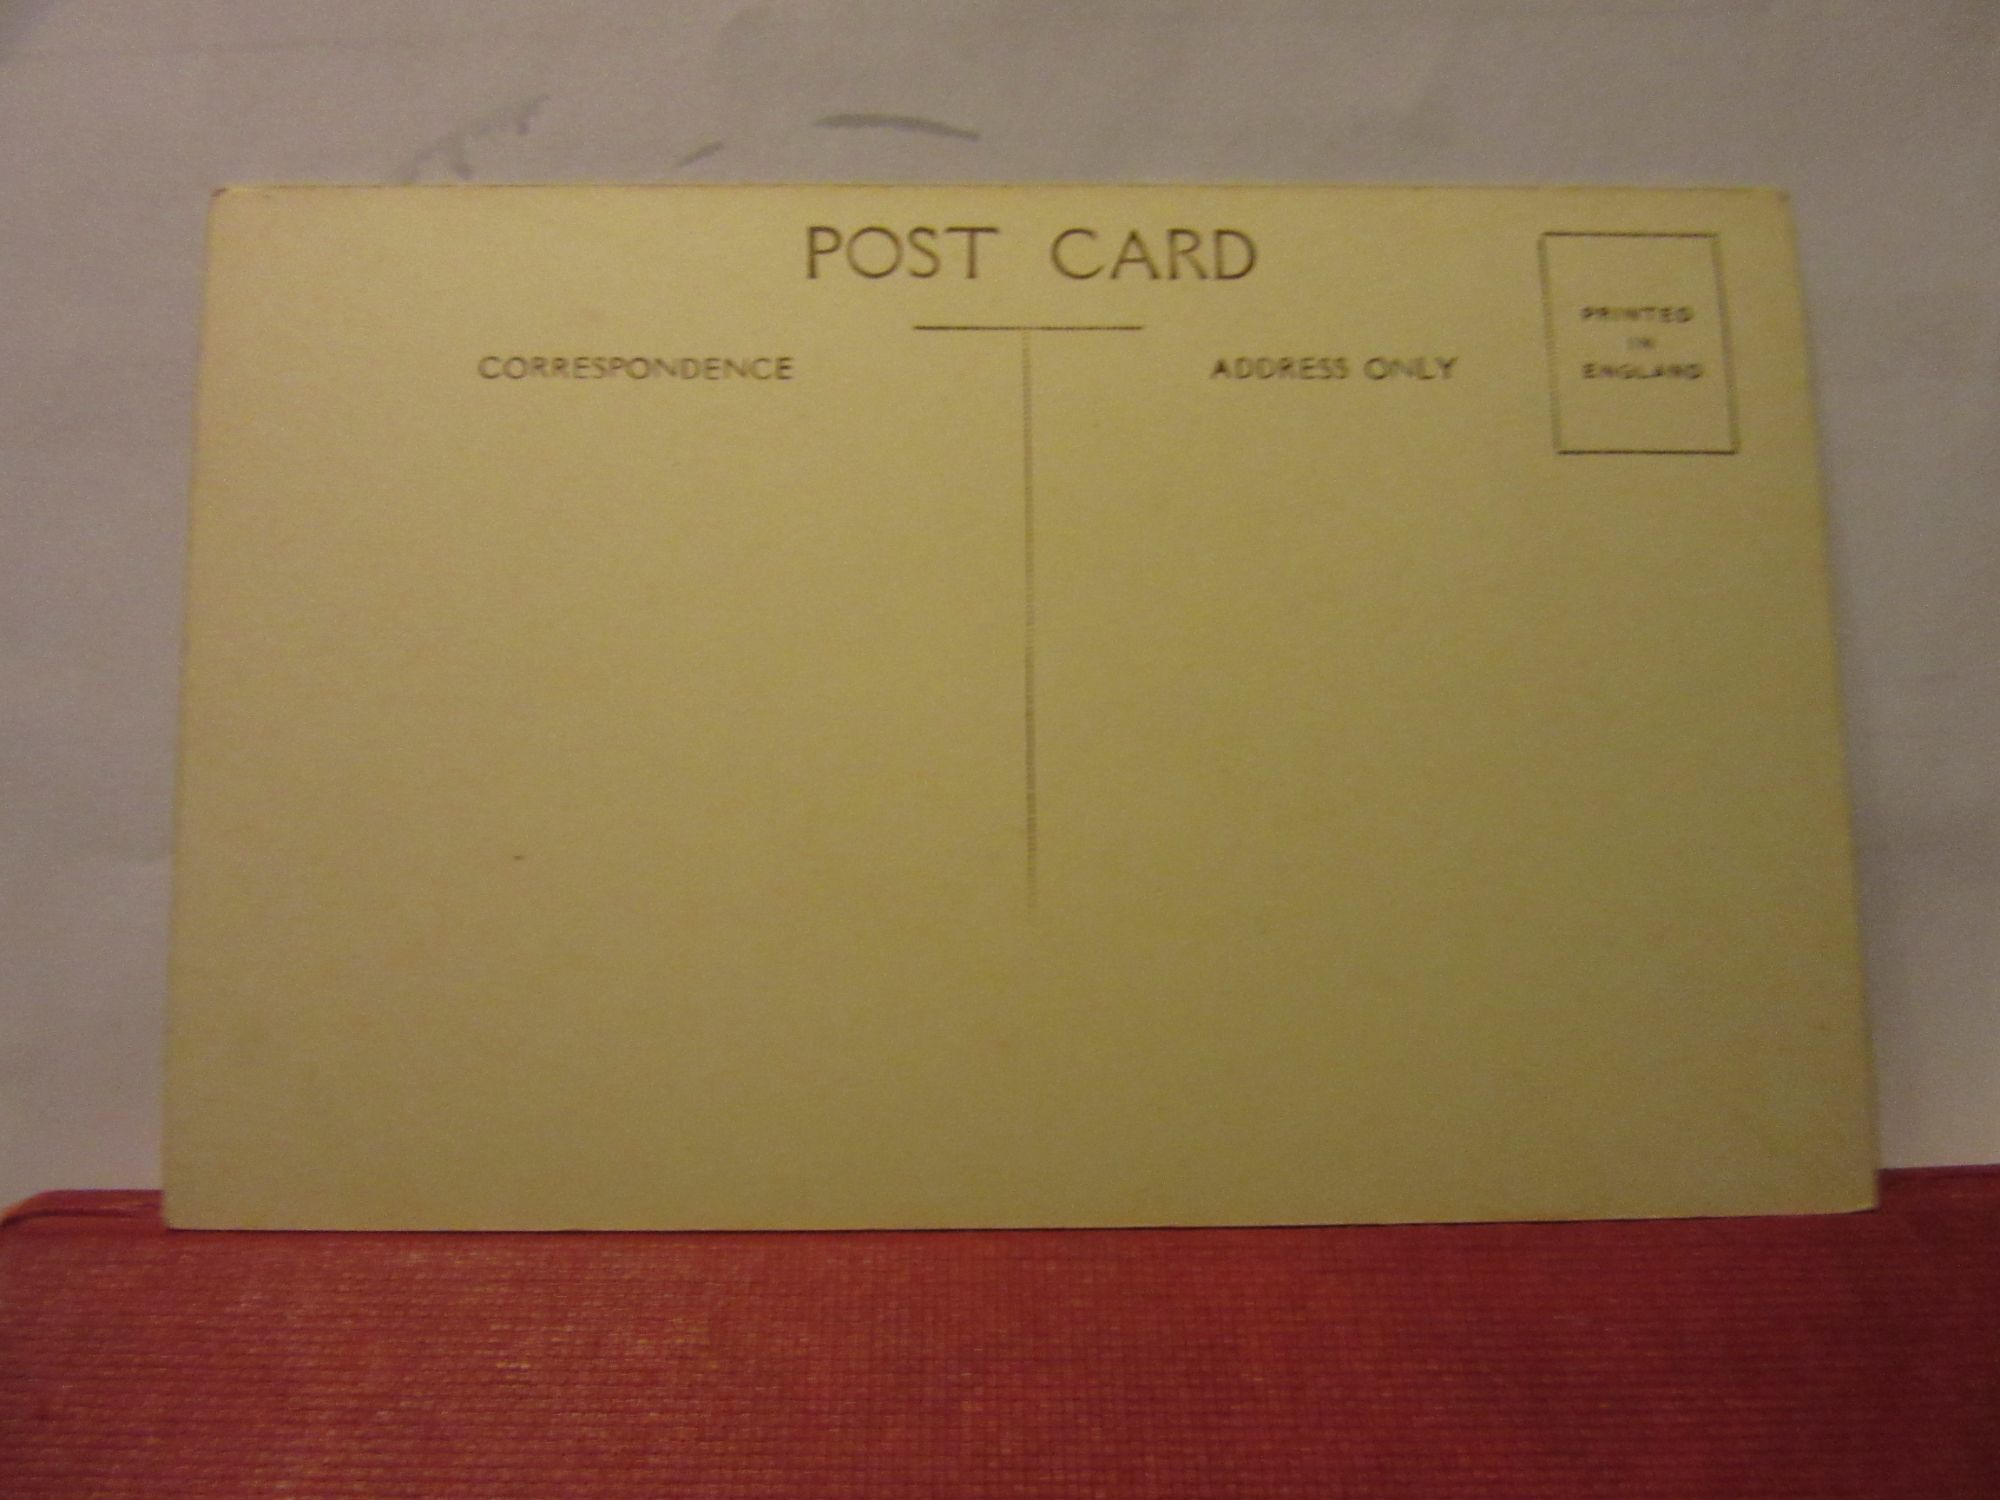 POST CARD
CORRESPONDENCE
ADDRESS ONLY
PRINTED
IN
ENGLAND